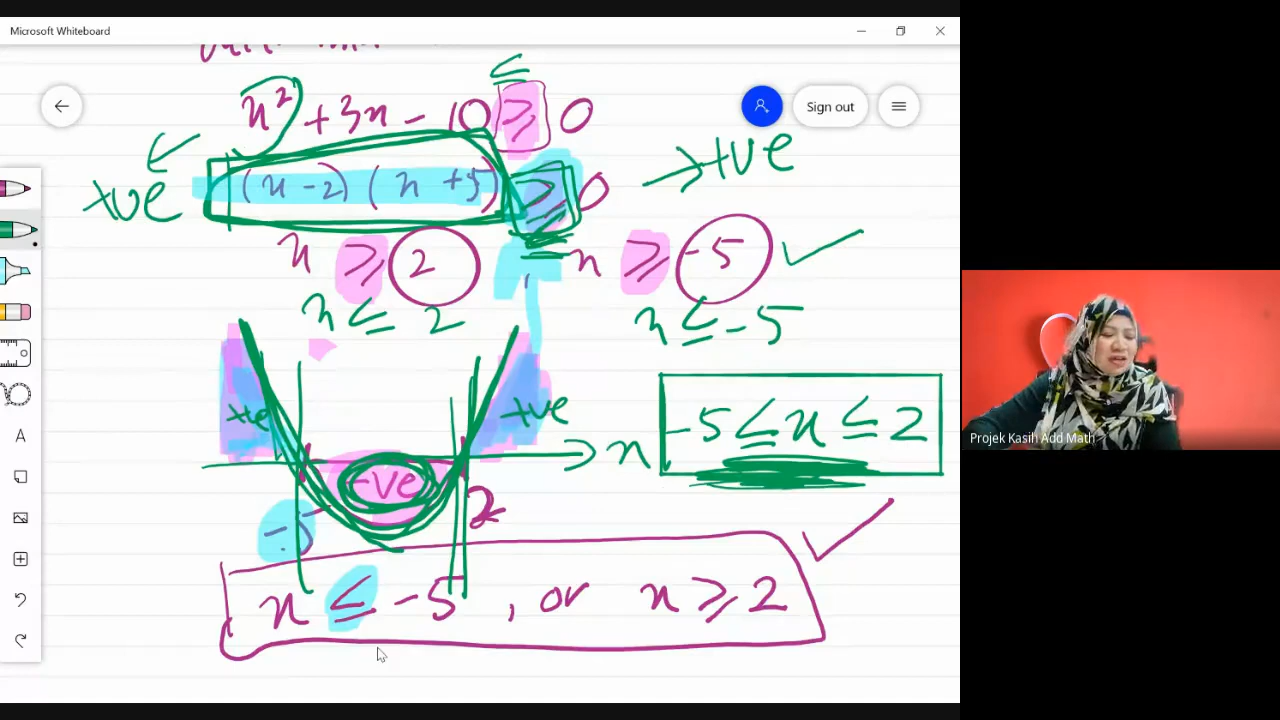 Microsoft Whiteboard
Sign out
≤
x² + 3x - 10 ≥ 0
→ +ve
+ve
(x - 2) (x + 5) ≥ 0
x ≥ 2
x ≥ -5
x ≤ 2
x ≤ -5
+ve
+ve
-5 ≤ x ≤ 2
Projek Kasih Add Math
x
-ve
-5
2
x ≤ -5 , or x ≥ 2